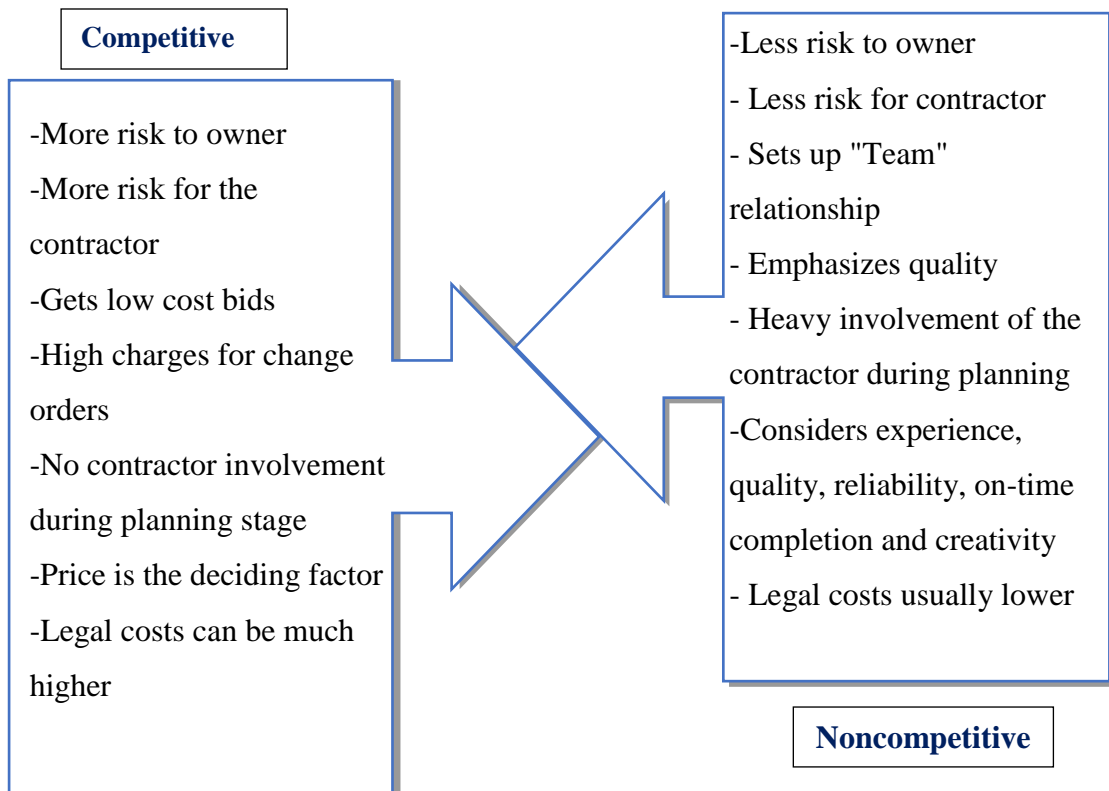 Competitive
-More risk to owner
-More risk for the
contractor
-Gets low cost bids
-High charges for change
orders
-No contractor involvement
during planning stage
-Price is the deciding factor
-Legal costs can be much
higher
-Less risk to owner
- Less risk for contractor
- Sets up "Team"
relationship
- Emphasizes quality
- Heavy involvement of the
contractor during planning
-Considers experience,
quality, reliability, on-time
completion and creativity
- Legal costs usually lower
Noncompetitive